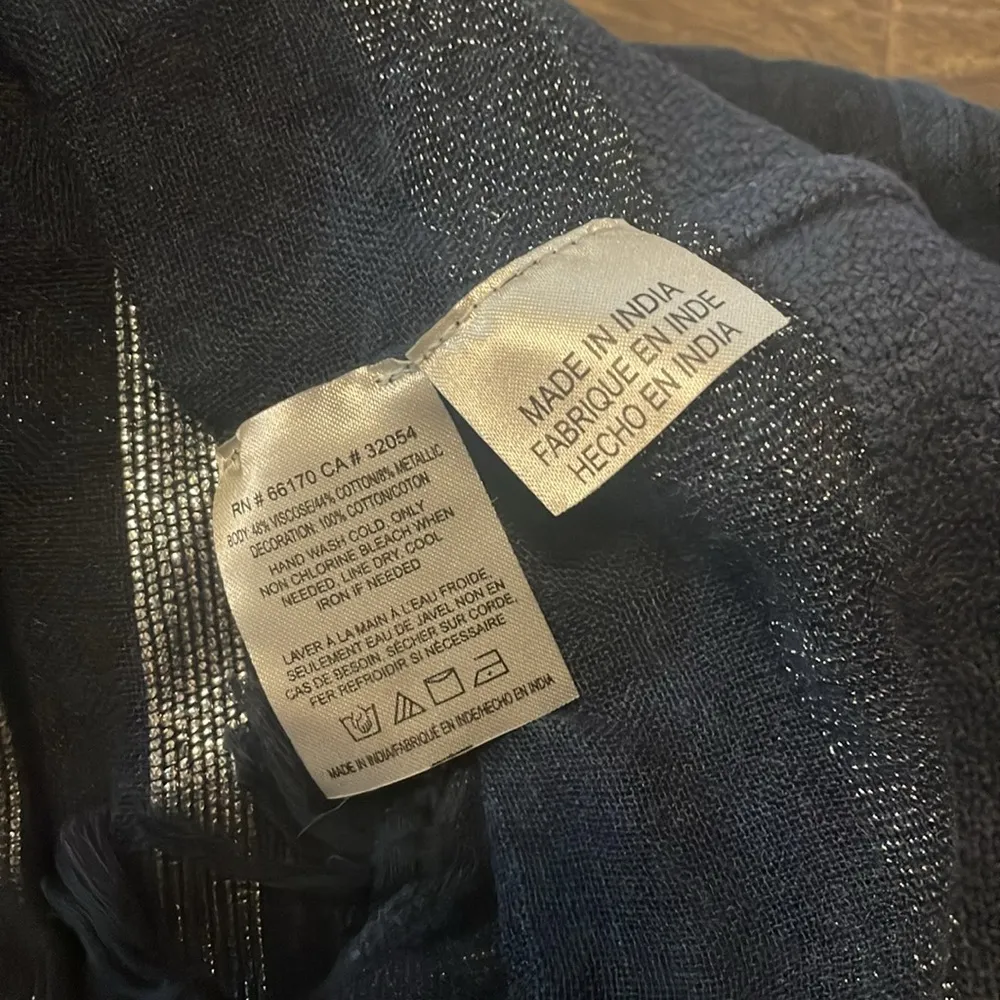 RN # 66170 CA # 32054
BODY: 48% VISCOSE/44% COTTON/8% METALLIC
DECORATION: 100% COTTON/COTON
HAND WASH COLD, ONLY
NON CHLORINE BLEACH WHEN
NEEDED, LINE DRY, COOL
IRON IF NEEDED
LAVER À LA MAIN À L'EAU FROIDE,
SEULEMENT EAU DE JAVEL NON EN
CAS DE BESOIN, SÉCHER SUR CORDE,
FER REFROIDIR SI NÉCESSAIRE
MADE IN INDIA/FABRIQUÉ EN INDE/HECHO EN INDIA
MADE IN INDIA
FABRIQUE EN INDE
HECHO EN INDIA